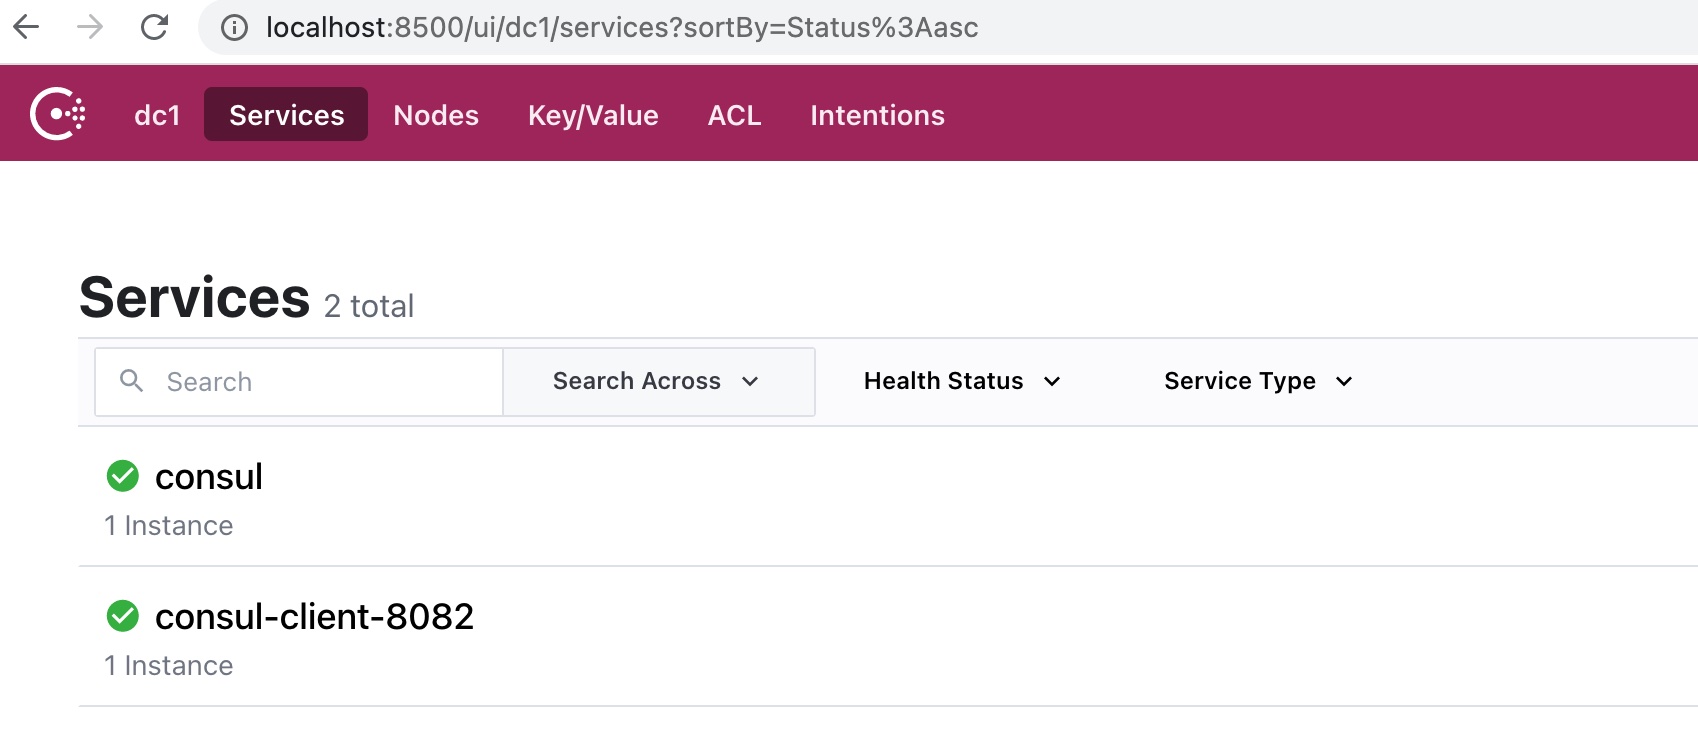 localhost:8500/ui/dc1/services?sortBy=Status%3Aasc
dc1 Services Nodes Key/Value ACL Intentions
Services 2 total
Search Search Across Health Status Service Type
consul
1 Instance
consul-client-8082
1 Instance